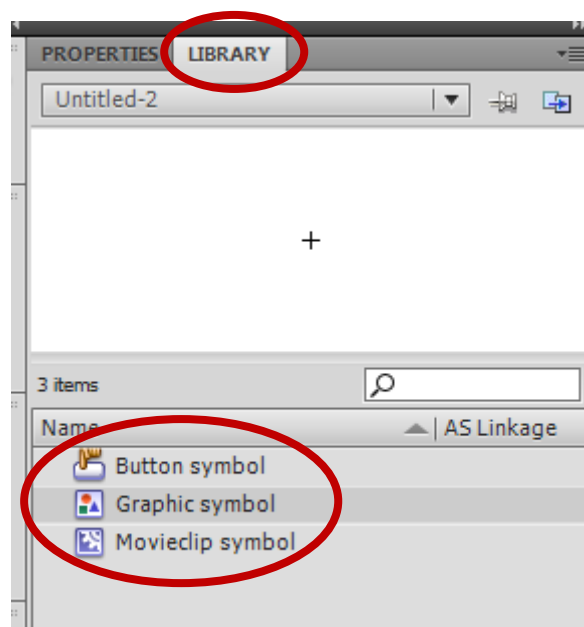 PROPERTIES LIBRARY
Untitled-2
3 items
Name AS Linkage
Button symbol
Graphic symbol
Movieclip symbol